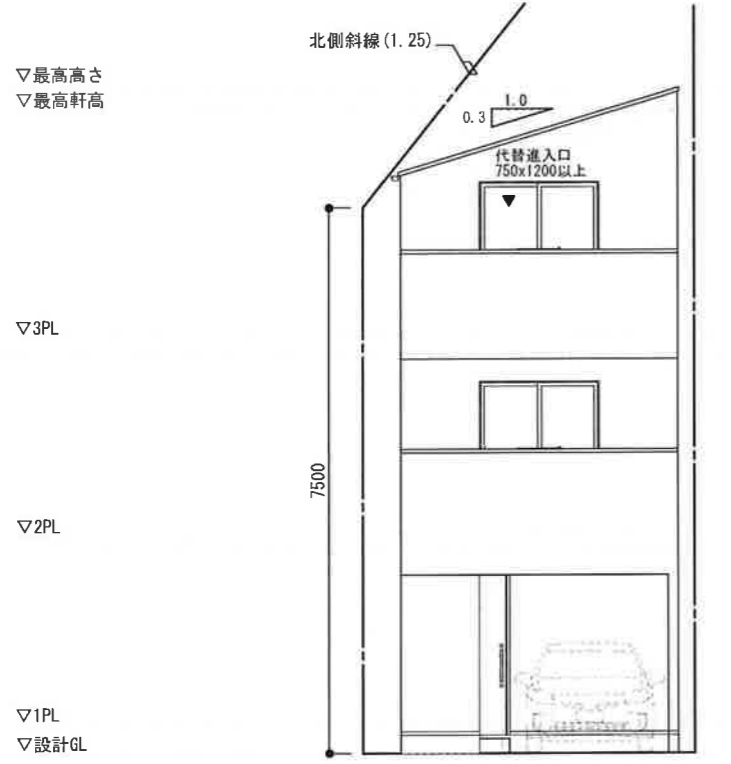 北側斜線(1.25)
▽最高高さ
▽最高軒高
1.0
0.3
代替進入口
750x1200以上
▼
▽3PL
7500
▽2PL
▽1PL
▽設計GL